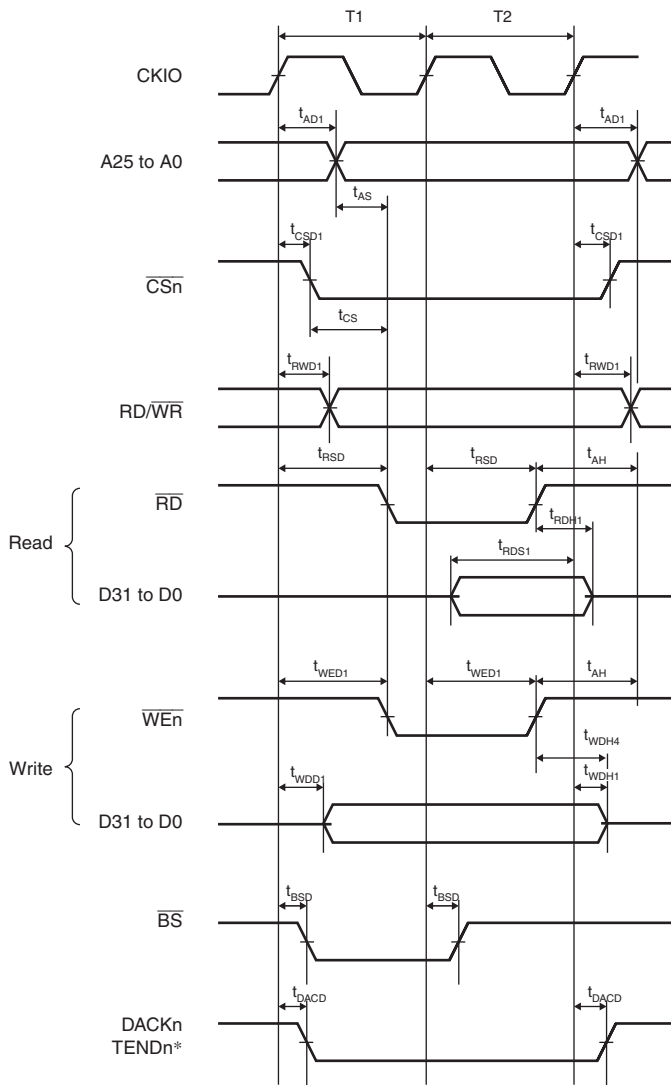 T1 T2
CKIO
tAD1 tAD1
A25 to A0
tAS
tCSD1 tCSD1
CSn
tCS
tRWD1 tRWD1
RD/WR
tRSD tRSD tAH
RD
tRDH1
Read
tRDS1
D31 to D0
tWED1 tWED1 tAH
WEn
tWDH4
Write
tWDD1 tWDH1
D31 to D0
tBSD tBSD
BS
tDACD tDACD
DACKn
TENDn*